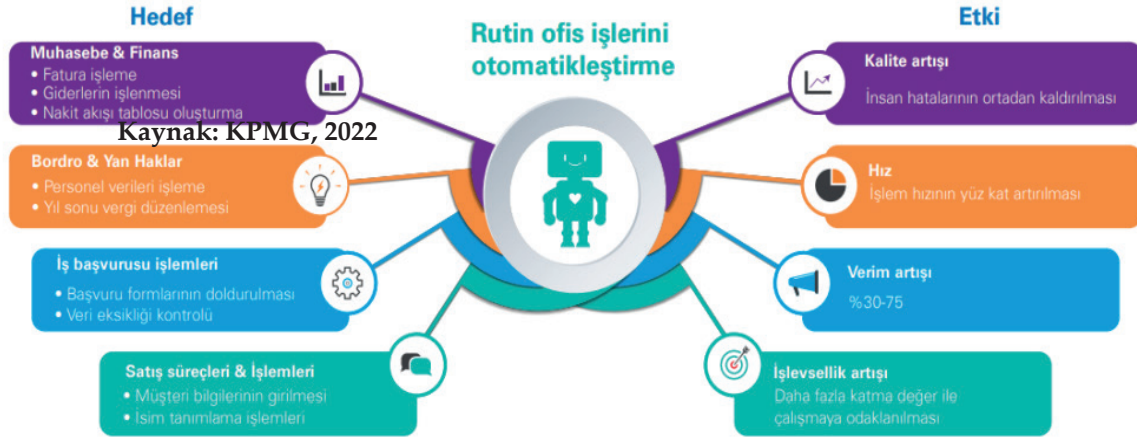 Hedef
Muhasebe & Finans
• Fatura işleme
• Giderlerin işlenmesi
• Nakit akışı tablosu oluşturma
Kaynak: KPMG, 2022
Bordro & Yan Haklar
• Personel verileri işleme
• Yıl sonu vergi düzenlemesi
İş başvurusu işlemleri
• Başvuru formlarının doldurulması
• Veri eksikliği kontrolü
Satış süreçleri & İşlemleri
• Müşteri bilgilerinin girilmesi
• İsim tanımlama işlemleri
Rutin ofis işlerini
otomatikleştirme
Etki
Kalite artışı
İnsan hatalarının ortadan kaldırılması
Hız
İşlem hızının yüz kat artırılması
Verim artışı
%30-75
İşlevsellik artışı
Daha fazla katma değer ile
çalışmaya odaklanılması